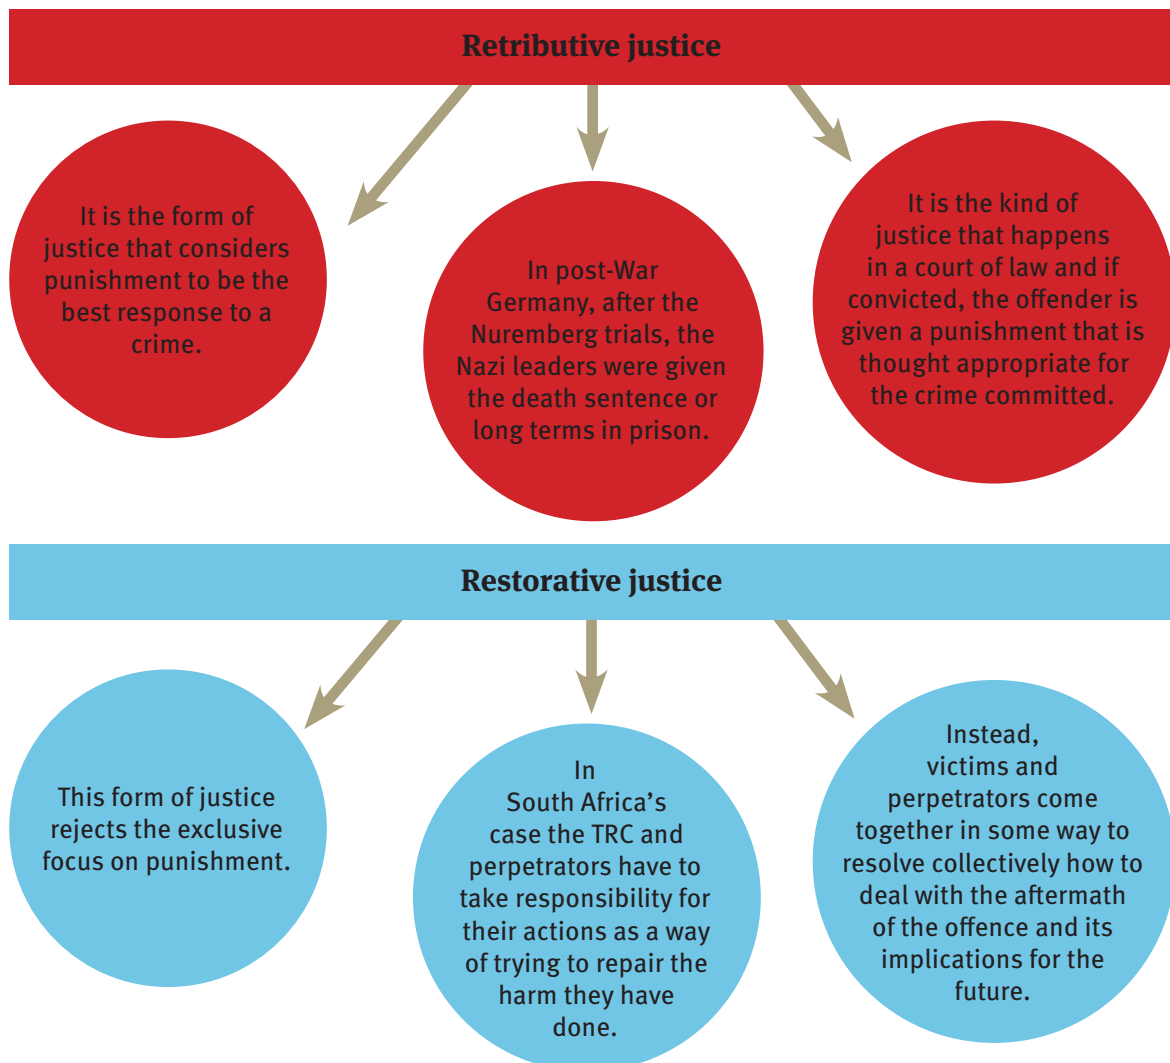 Retributive justice
It is the form of
justice that considers
punishment to be the
best response to a
crime.
In post-War
Germany, after the
Nuremberg trials, the
Nazi leaders were given
the death sentence or
long terms in prison.
It is the kind of
justice that happens
in a court of law and if
convicted, the offender is
given a punishment that is
thought appropriate for
the crime committed.
Restorative justice
This form of justice
rejects the exclusive
focus on punishment.
In
South Africa’s
case the TRC and
perpetrators have to
take responsibility for
their actions as a way
of trying to repair the
harm they have
done.
Instead,
victims and
perpetrators come
together in some way to
resolve collectively how to
deal with the aftermath
of the offence and its
implications for the
future.